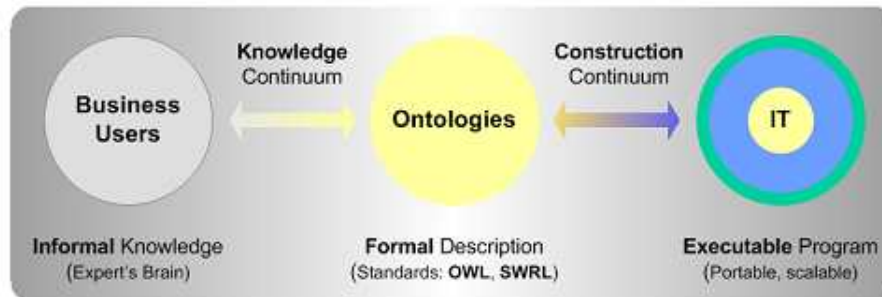 Knowledge
Continuum
Construction
Continuum
Business
Users
Ontologies
IT
Informal Knowledge
(Expert's Brain)
Formal Description
(Standards: OWL, SWRL)
Executable Program
(Portable, scalable)